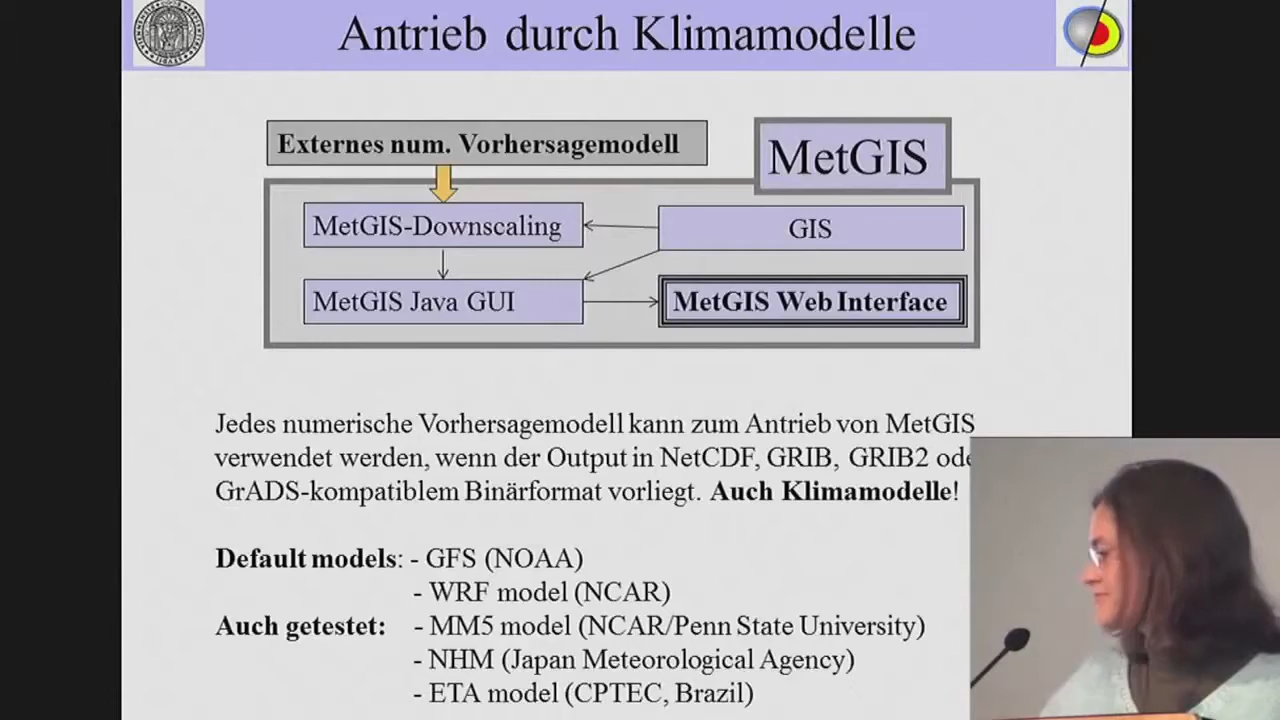 Antrieb durch Klimamodelle
Externes num. Vorhersagemodell
MetGIS
MetGIS-Downscaling
GIS
MetGIS Java GUI
MetGIS Web Interface
Jedes numerische Vorhersagemodell kann zum Antrieb von MetGIS
verwendet werden, wenn der Output in NetCDF, GRIB, GRIB2 ode
GrADS-kompatiblem Binärformat vorliegt. Auch Klimamodelle!
Default models: - GFS (NOAA)
- WRF model (NCAR)
Auch getestet: - MM5 model (NCAR/Penn State University)
- NHM (Japan Meteorological Agency)
- ETA model (CPTEC, Brazil)